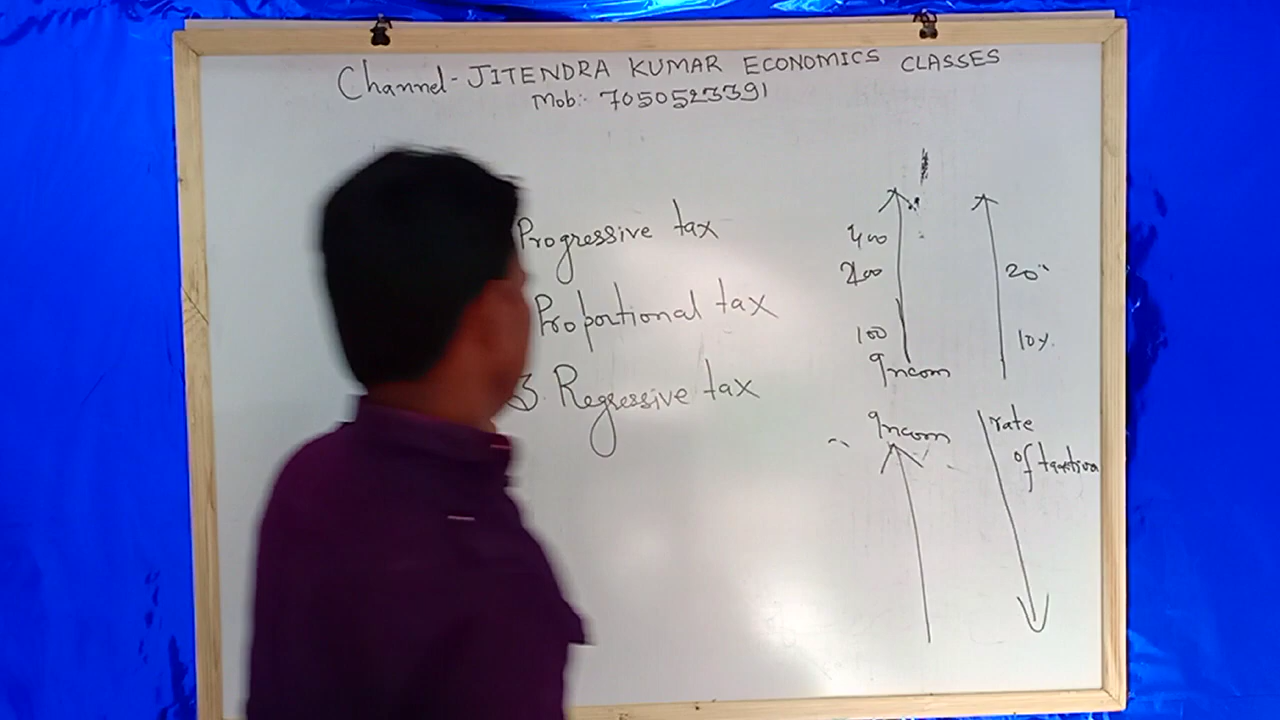 Channel- JITENDRA KUMAR ECONOMICS CLASSES
Mob:- 7050523391
Progressive tax
Proportional tax
3. Regressive tax
400
200
20"
100
10%.
Incom
Incom
rate
of taxation